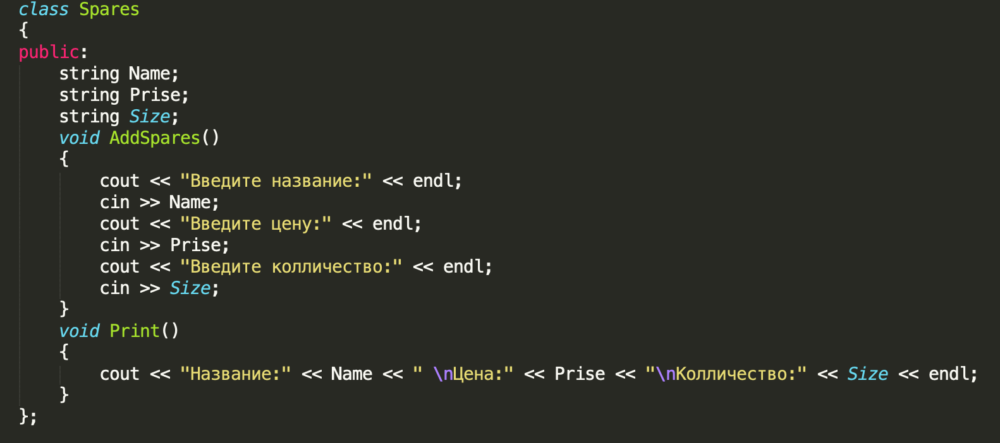 class Spares
{
public:
    string Name;
    string Prise;
    string Size;
    void AddSpares()
    {
        cout << "Введите название:" << endl;
        cin >> Name;
        cout << "Введите цену:" << endl;
        cin >> Prise;
        cout << "Введите колличество:" << endl;
        cin >> Size;
    }
    void Print()
    {
        cout << "Название:" << Name << " \nЦена:" << Prise << "\nКолличество:" << Size << endl;
    }
};